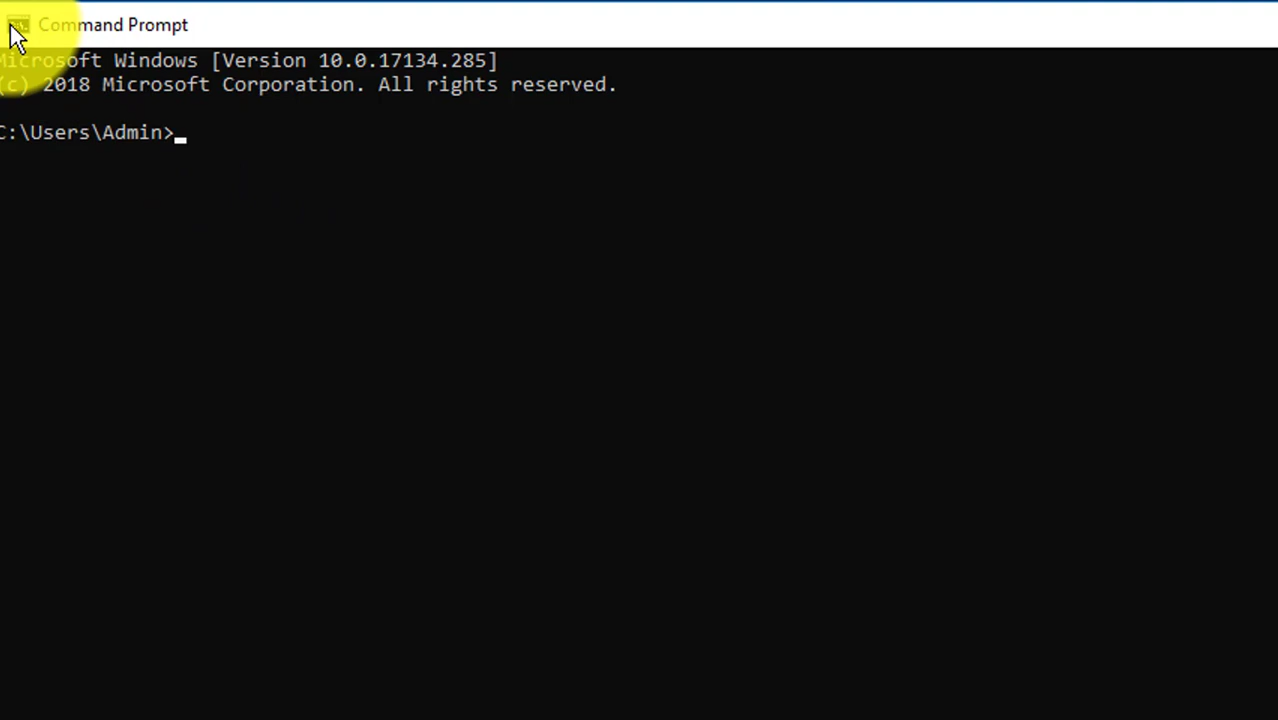 Command Prompt
Microsoft Windows [Version 10.0.17134.285]
(c) 2018 Microsoft Corporation. All rights reserved.
C:\Users\Admin>